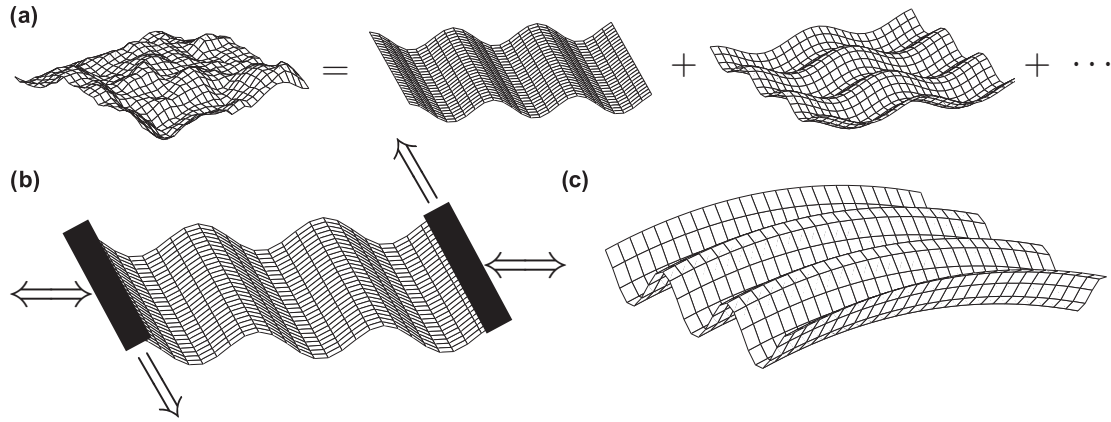 (a)
= + + · · ·
(b)
(c)